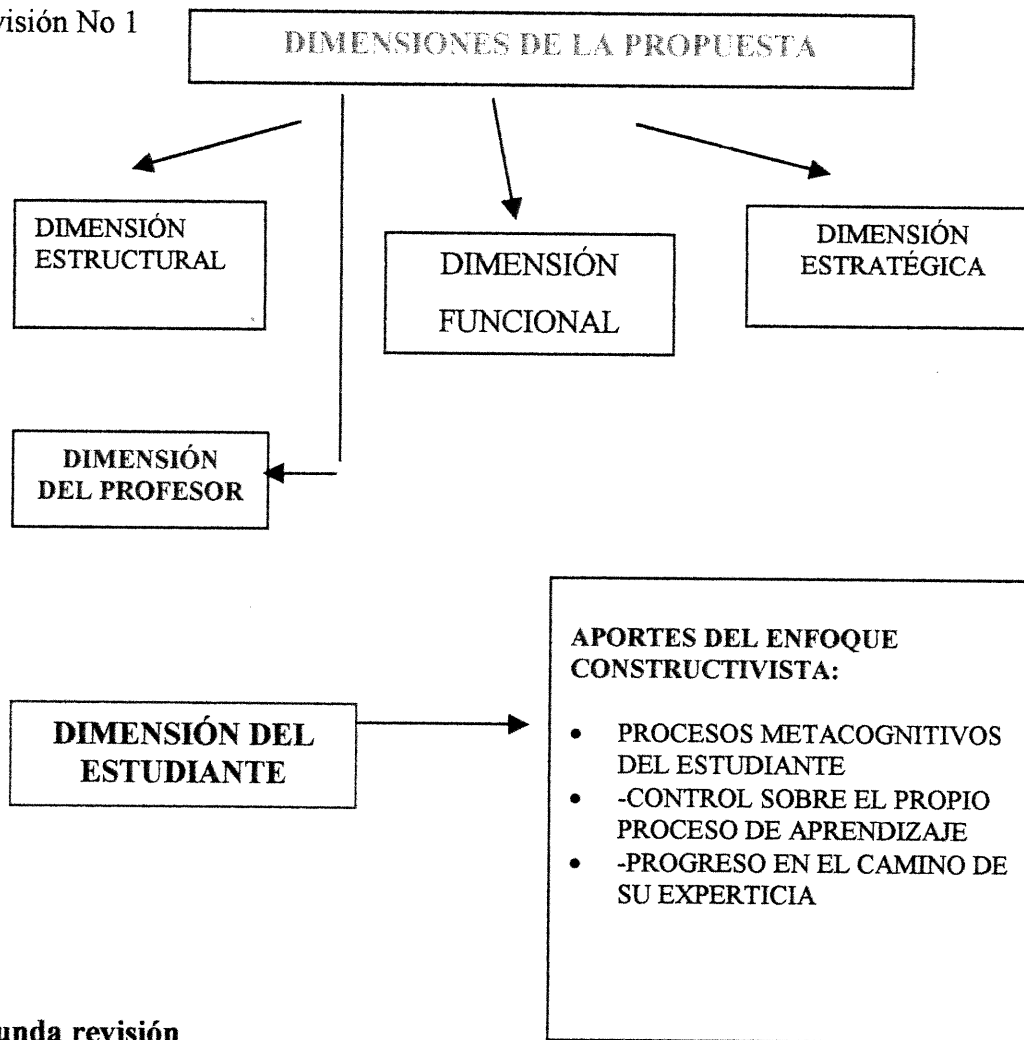 visión No 1
DIMENSIONES DE LA PROPUESTA
DIMENSIÓN
ESTRUCTURAL
DIMENSIÓN
FUNCIONAL
DIMENSIÓN
ESTRATÉGICA
DIMENSIÓN
DEL PROFESOR
DIMENSIÓN DEL
ESTUDIANTE
APORTES DEL ENFOQUE
CONSTRUCTIVISTA:
• PROCESOS METACOGNITIVOS
DEL ESTUDIANTE
• -CONTROL SOBRE EL PROPIO
PROCESO DE APRENDIZAJE
• -PROGRESO EN EL CAMINO DE
SU EXPERTICIA
unda revisión